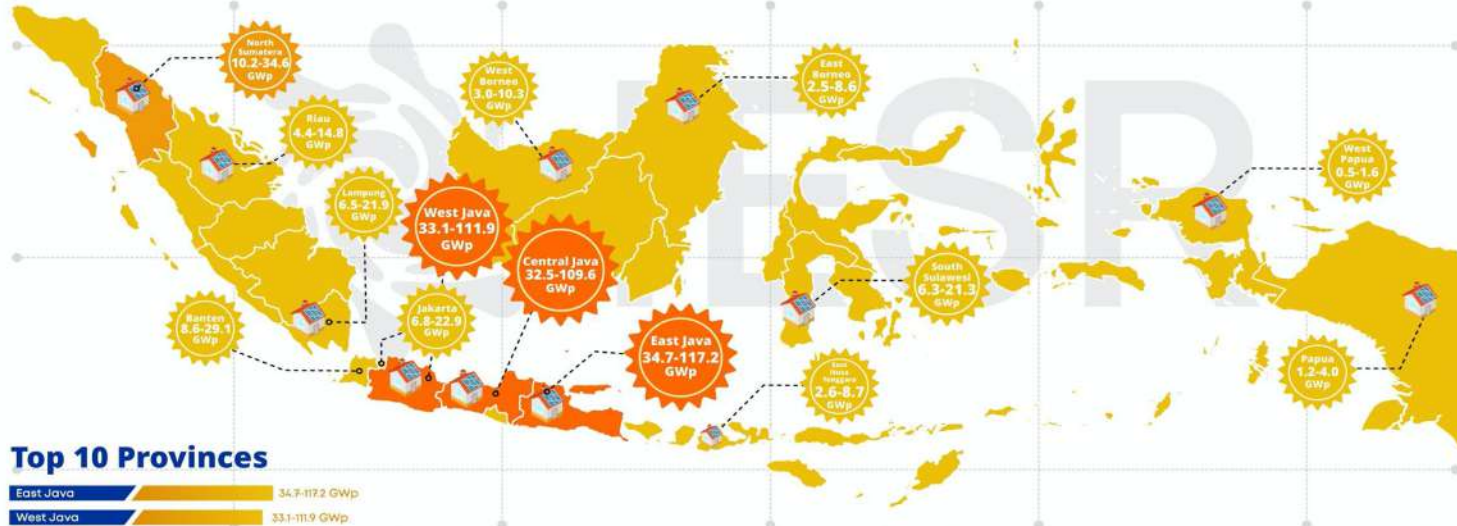 North
Sumatera
10.2-34.6
GWp
Riau
4.4-14.8
GWp
Lampung
6.5-21.9
GWp
West
Borneo
3.0-10.3
GWp
East
Borneo
2.5-8.6
GWp
West
Papua
0.5-1.6
GWp
West Java
33.1-111.9
GWp
Central Java
32.5-109.6
GWp
South
Sulawesi
6.3-21.3
GWp
Banten
8.6-29.1
GWp
Jakarta
6.8-22.9
GWp
East Java
34.7-117.2
GWp
East
Nusa
Tenggara
2.6-8.7
GWp
Papua
1.2-4.0
GWp
IESR
Top 10 Provinces
East Java 34.7-117.2 GWp
West Java 33.1-111.9 GWp